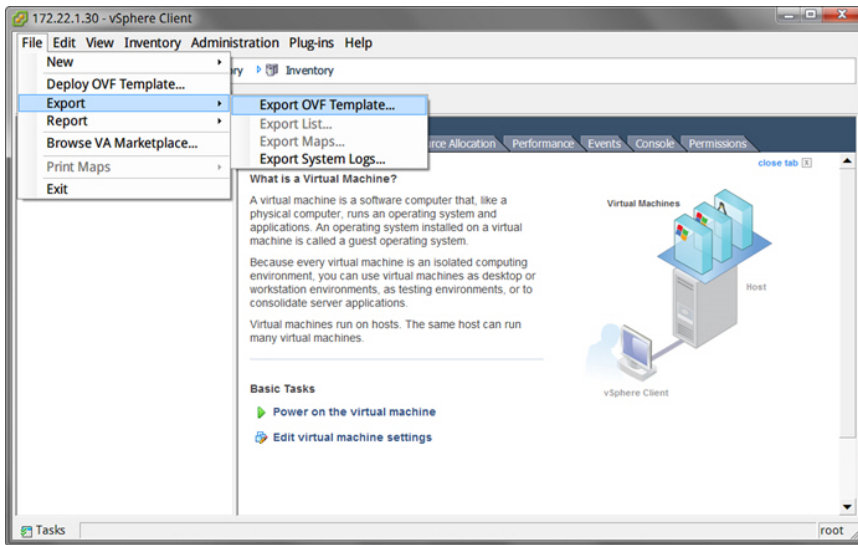 172.22.1.30 - vSphere Client
File Edit View Inventory Administration Plug-ins Help
New
Deploy OVF Template...
Export
Report
Browse VA Marketplace...
Print Maps
Exit
Inventory
Export OVF Template...
Export List...
Export Maps...
Export System Logs...
Allocation Performance Events Console Permissions
close tab
What is a Virtual Machine?
A virtual machine is a software computer that, like a
physical computer, runs an operating system and
applications. An operating system installed on a virtual
machine is called a guest operating system.
Because every virtual machine is an isolated computing
environment, you can use virtual machines as desktop or
workstation environments, as testing environments, or to
consolidate server applications.
Virtual machines run on hosts. The same host can run
many virtual machines.
Virtual Machines
Host
vSphere Client
Basic Tasks
Power on the virtual machine
Edit virtual machine settings
Tasks
root